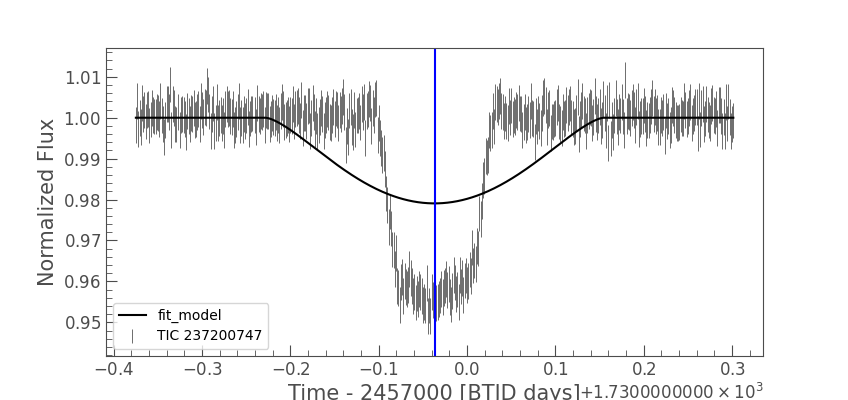 1.01
1.00
0.99
0.98
0.97
0.96
0.95
Normalized Flux
fit_model
TIC 237200747
−0.4 −0.3 −0.2 −0.1 0.0 0.1 0.2 0.3
Time - 2457000 [BTJD days] +1.7300000000 × 10³